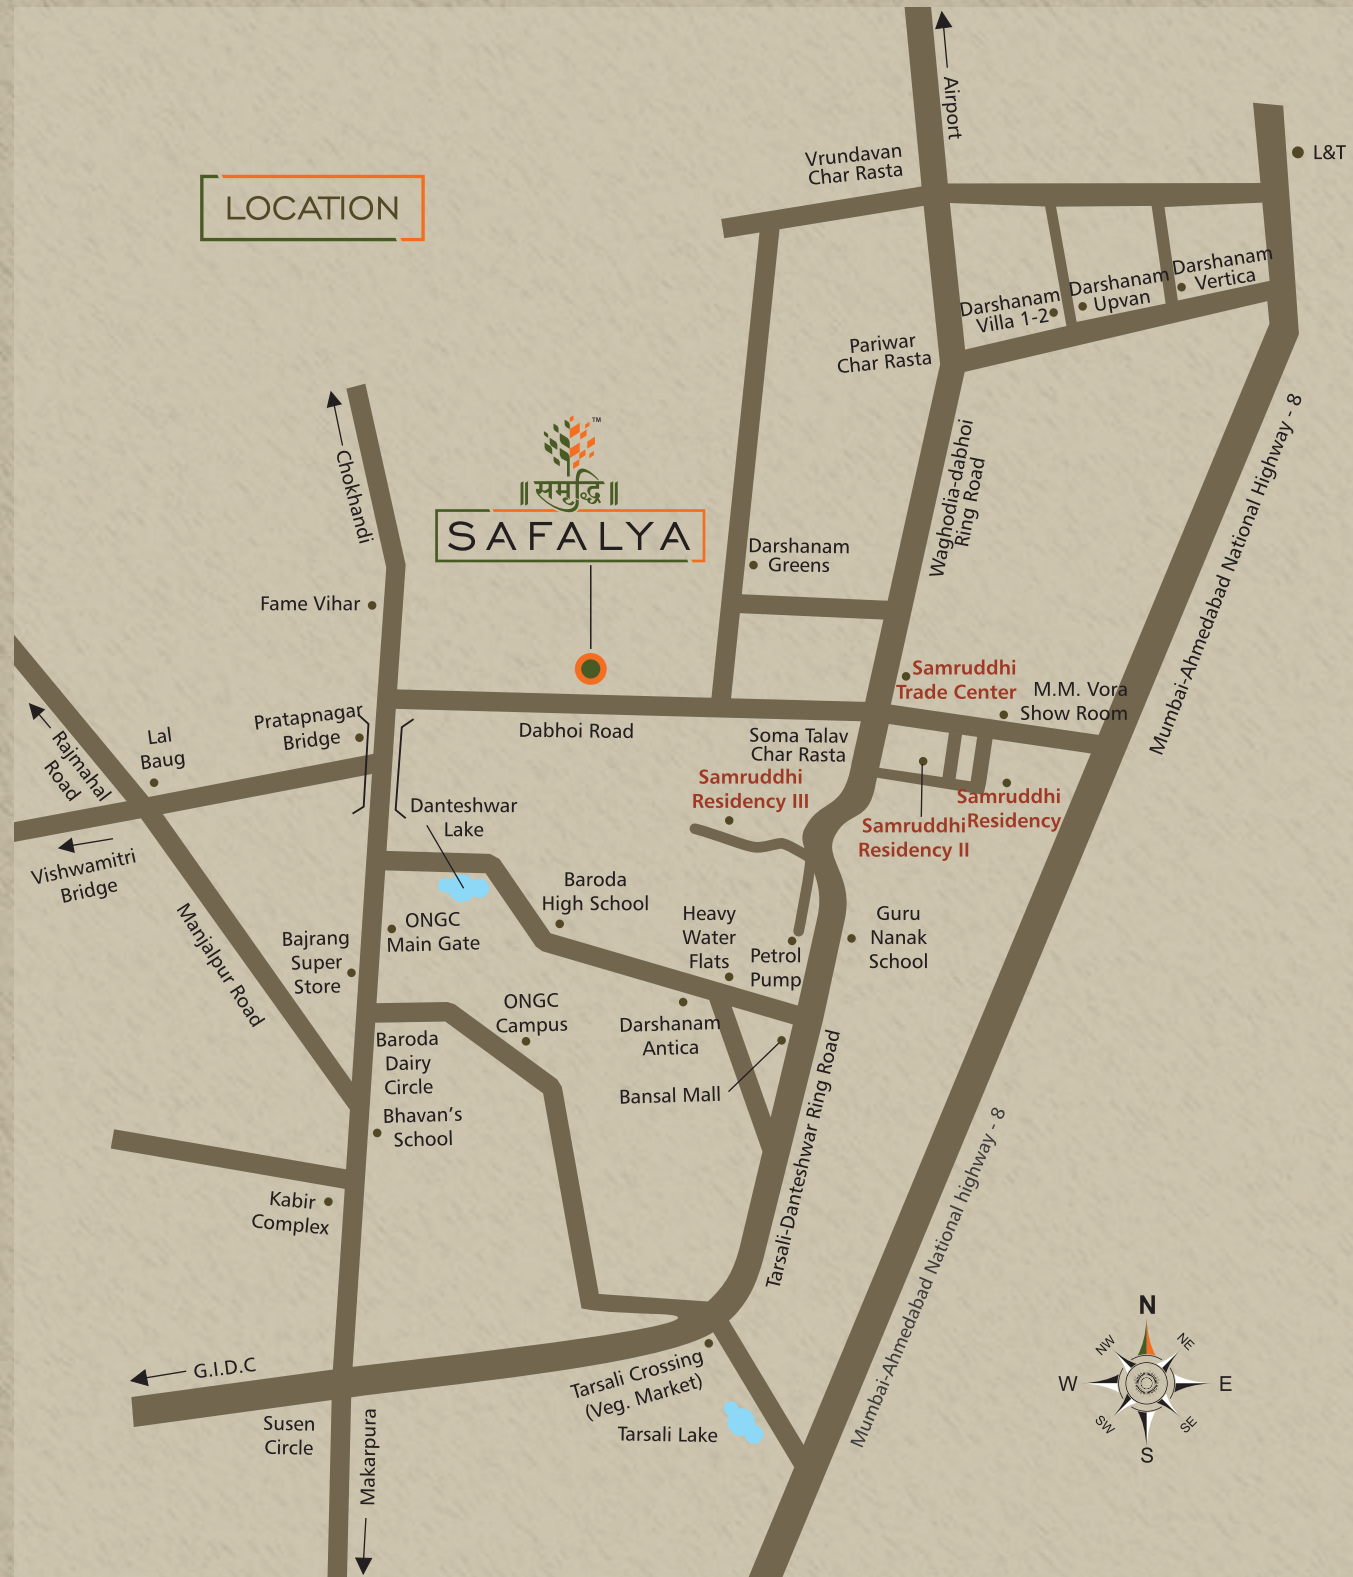 Airport
L&T
Vrundavan
Char Rasta
LOCATION
Darshanam
Vertica
Darshanam
Upvan
Darshanam
Villa 1-2
Pariwar
Char Rasta
Mumbai-Ahmedabad National Highway - 8
Chokhandi
TM
॥ समृद्धि ॥
SAFALYA
Waghodia-dabhoi
Ring Road
Darshanam
Greens
Fame Vihar
Samruddhi
Trade Center
M.M. Vora
Show Room
Pratapnagar
Bridge
Dabhoi Road
Soma Talav
Char Rasta
Lal
Baug
Rajmahal
Road
Samruddhi
Residency III
Samruddhi
Residency
Samruddhi
Residency II
Danteshwar
Lake
Vishwamitri
Bridge
Baroda
High School
Manjalpur Road
ONGC
Main Gate
Bajrang
Super
Store
Heavy
Water
Flats
Petrol
Pump
Guru
Nanak
School
ONGC
Campus
Darshanam
Antica
Baroda
Dairy
Circle
Bansal Mall
Bhavan's
School
Tarsali-Danteshwar Ring Road
Mumbai-Ahmedabad National highway - 8
Kabir
Complex
G.I.D.C
Tarsali Crossing
(Veg. Market)
Susen
Circle
Tarsali Lake
Makarpura
N
NW
NE
W
E
SW
SE
S